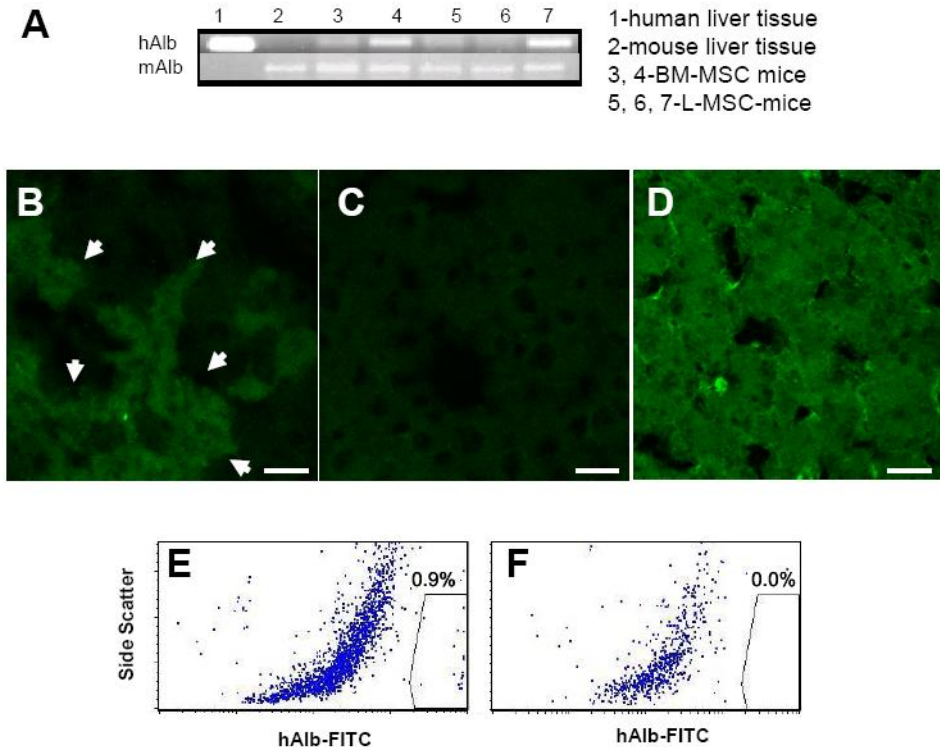 A
1 2 3 4 5 6 7
hAlb
mAlb
1-human liver tissue
2-mouse liver tissue
3, 4-BM-MSC mice
5, 6, 7-L-MSC-mice
B
C
D
E
0.9%
F
0.0%
Side Scatter
hAlb-FITC
hAlb-FITC